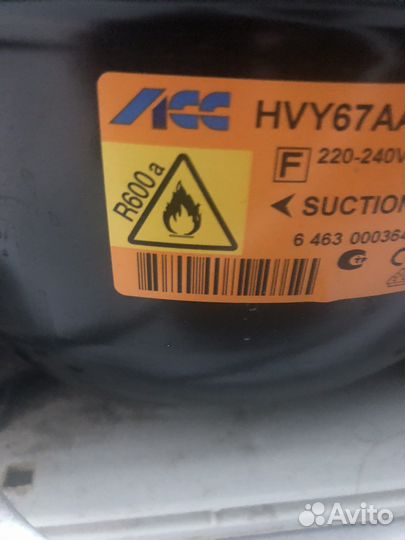 ACC HVY67AA
R600a
F 220-240V
SUCTION
6 463 000364
Avito